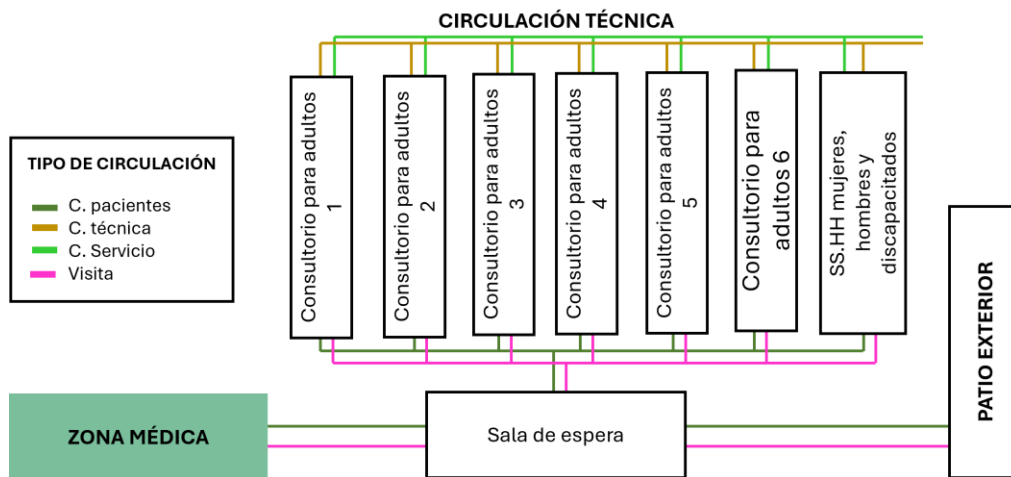 CIRCULACIÓN TÉCNICA
TIPO DE CIRCULACIÓN
C. pacientes
C. técnica
C. Servicio
Visita
Consultorio para adultos
1
Consultorio para adultos
2
Consultorio para adultos
3
Consultorio para adultos
4
Consultorio para adultos
5
Consultorio para
adultos 6
SS.HH mujeres,
hombres y
discapacitados
PATIO EXTERIOR
ZONA MÉDICA
Sala de espera